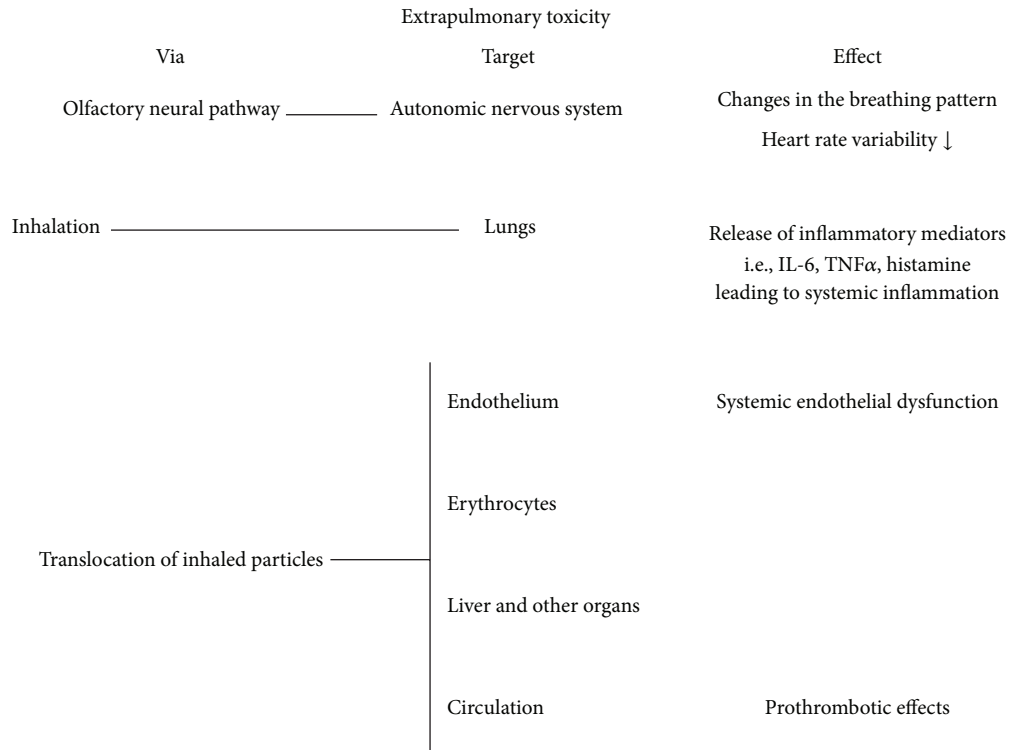 Extrapulmonary toxicity
Via Target Effect
Olfactory neural pathway Autonomic nervous system Changes in the breathing pattern
Heart rate variability ↓
Inhalation Lungs Release of inflammatory mediators
i.e., IL-6, TNFα, histamine
leading to systemic inflammation
Endothelium Systemic endothelial dysfunction
Erythrocytes
Translocation of inhaled particles
Liver and other organs
Circulation Prothrombotic effects